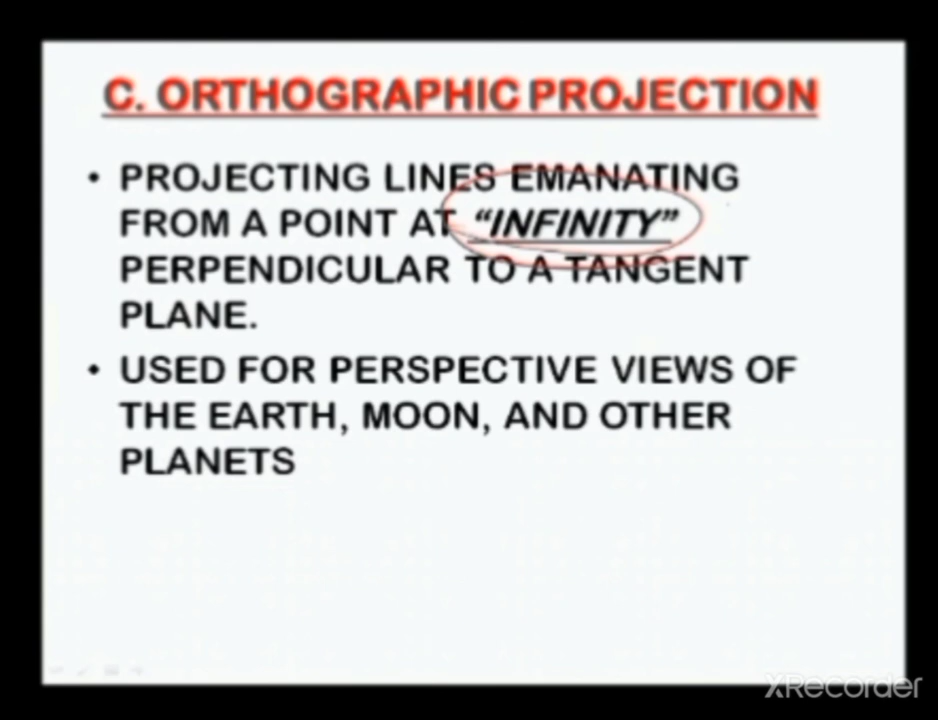 C. ORTHOGRAPHIC PROJECTION
• PROJECTING LINES EMANATING
FROM A POINT AT "INFINITY"
PERPENDICULAR TO A TANGENT
PLANE.
• USED FOR PERSPECTIVE VIEWS OF
THE EARTH, MOON, AND OTHER
PLANETS
XRecorder